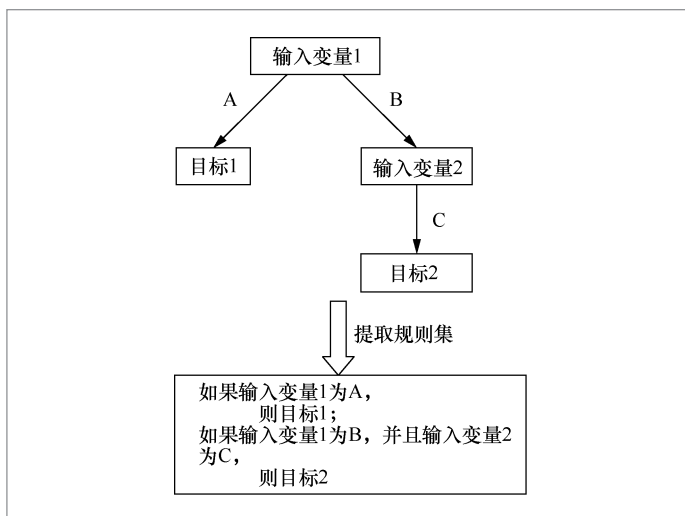 输入变量1
A
B
目标1
输入变量2
C
目标2
提取规则集
如果输入变量1为A，
则目标1；
如果输入变量1为B，并且输入变量2
为C，
则目标2